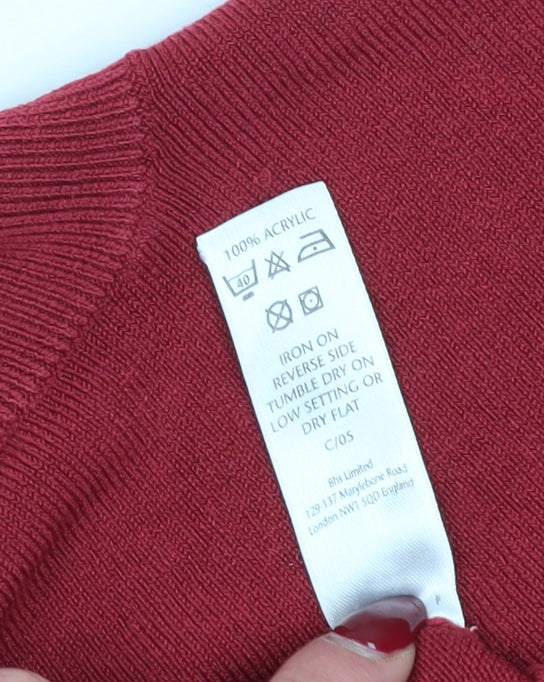 100% ACRYLIC
40
IRON ON
REVERSE SIDE
TUMBLE DRY ON
LOW SETTING OR
DRY FLAT
C/05
Bhs Limited
129-137 Marylebone Road
London NW1 5QD England